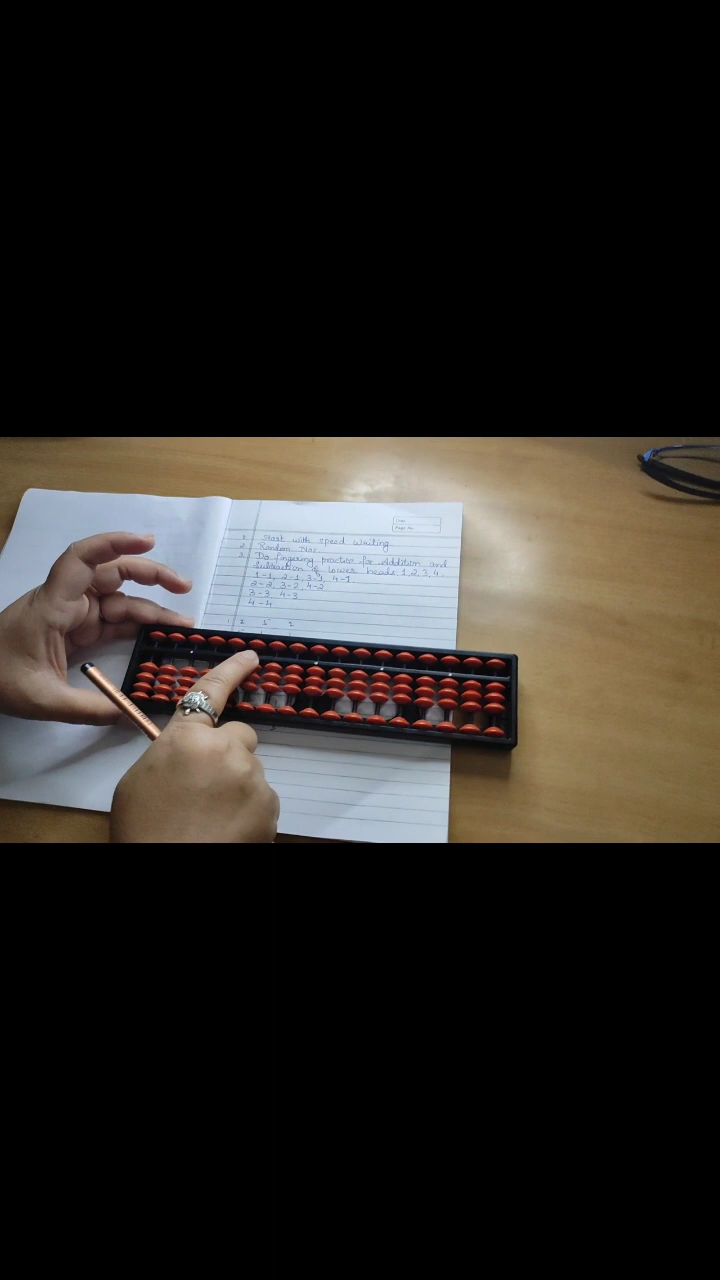 1. Start with speed writing
2. Random Nos.
3. Do fingering practice for Addition and
Subtraction of lower beads. 1, 2, 3, 4.
1-1, 2-1, 3-1, 4-1.
2-2, 3-2, 4-2
3-3, 4-3
4-4
Page No.